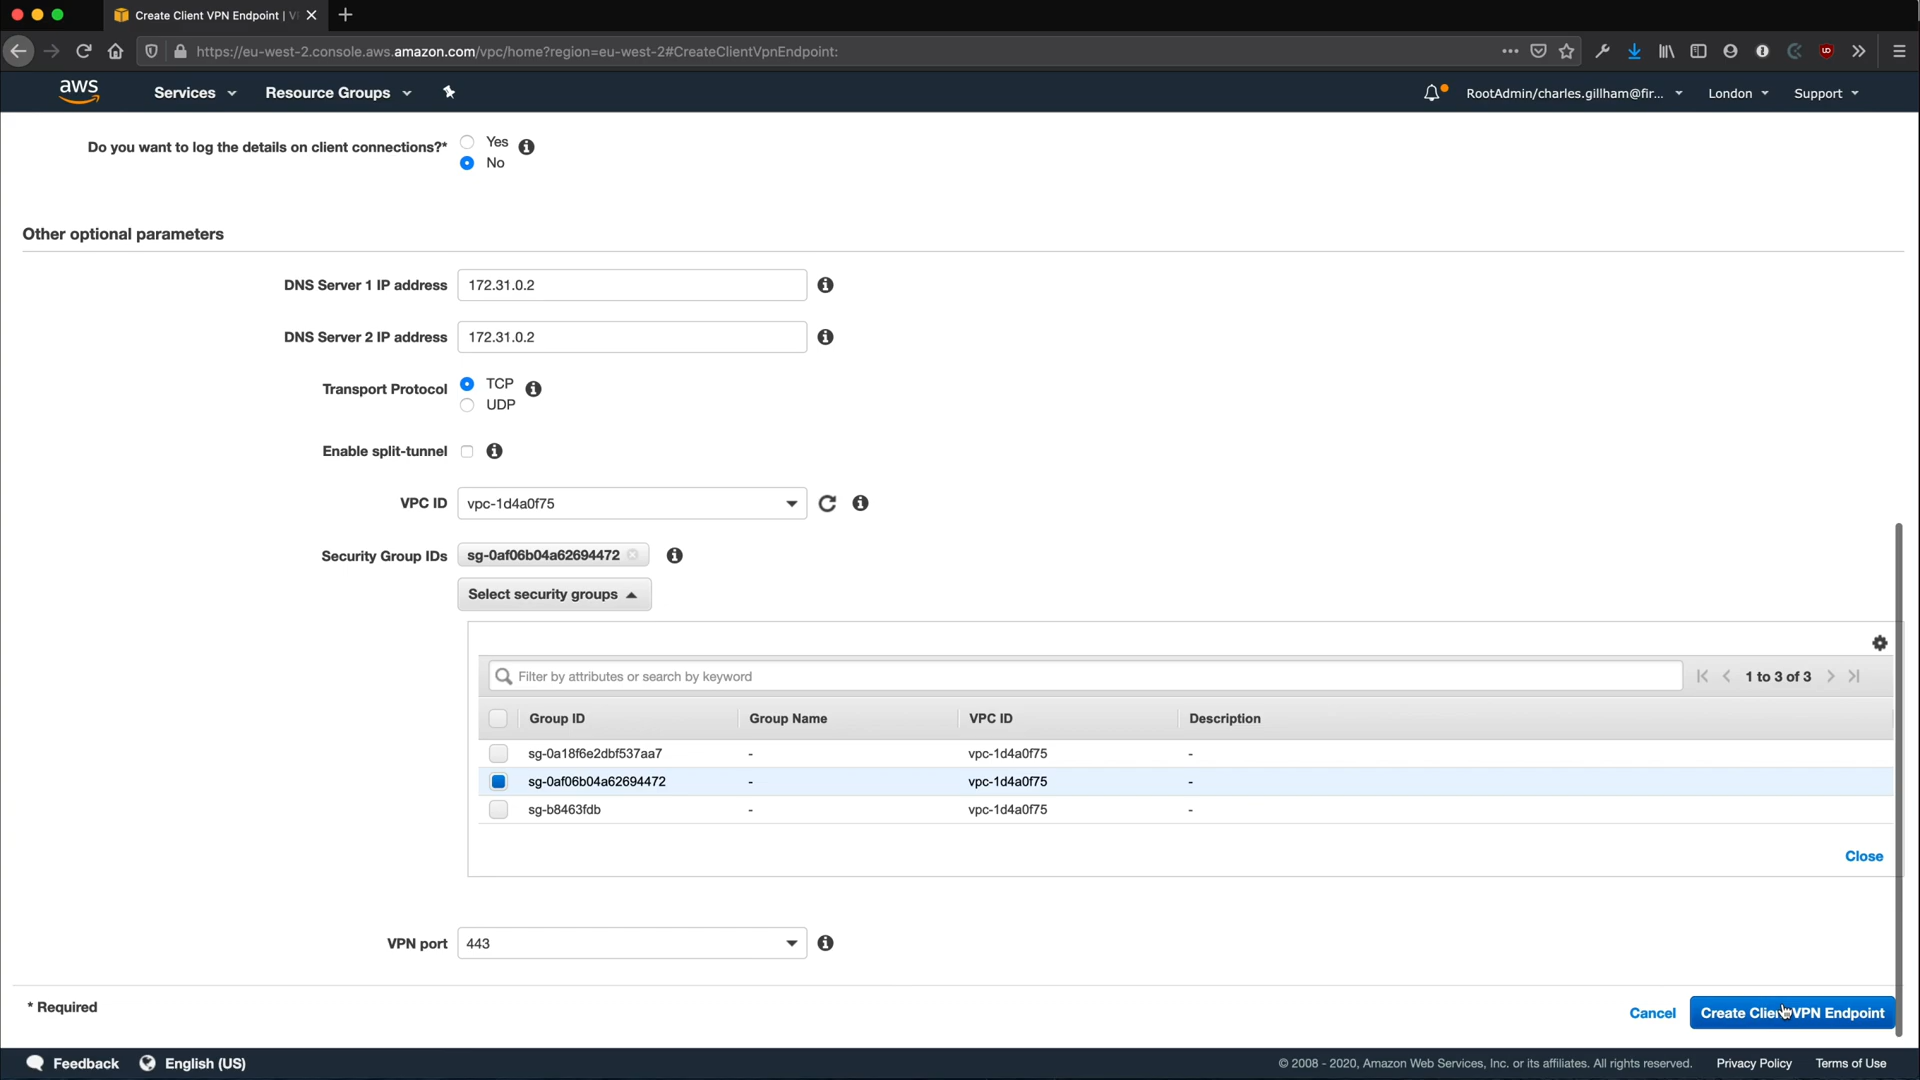 Create Client VPN Endpoint | V
https://eu-west-2.console.aws.amazon.com/vpc/home?region=eu-west-2#CreateClientVpnEndpoint:
aws
Services
Resource Groups
RootAdmin/charles.gillham@fir...
London
Support
Do you want to log the details on client connections?*
Yes
No
Other optional parameters
DNS Server 1 IP address
172.31.0.2
DNS Server 2 IP address
172.31.0.2
Transport Protocol
TCP
UDP
Enable split-tunnel
VPC ID
vpc-1d4a0f75
Security Group IDs
sg-0af06b04a62694472
Select security groups
Filter by attributes or search by keyword
1 to 3 of 3
Group ID Group Name VPC ID Description
sg-0a18f6e2dbf537aa7 - vpc-1d4a0f75 -
sg-0af06b04a62694472 - vpc-1d4a0f75 -
sg-b8463fdb - vpc-1d4a0f75 -
Close
VPN port
443
* Required
Cancel
Create Client VPN Endpoint
Feedback
English (US)
© 2008 - 2020, Amazon Web Services, Inc. or its affiliates. All rights reserved.
Privacy Policy
Terms of Use